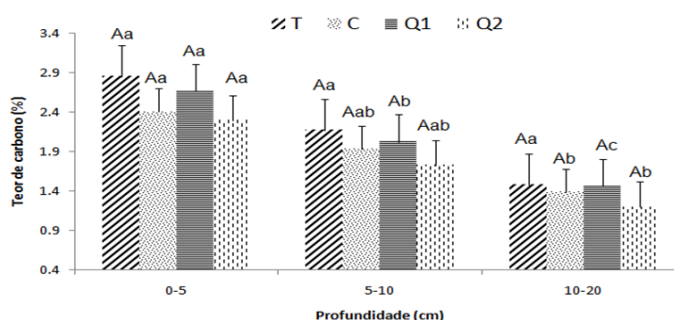 T C Q1 Q2
3.4
2.9
2.4
1.9
1.4
0.9
0.4
Teor de carbono (%)
Aa Aa Aa Aa
Aa Aab Ab Aab
Aa Ab Ac Ab
0-5 5-10 10-20
Profundidade (cm)